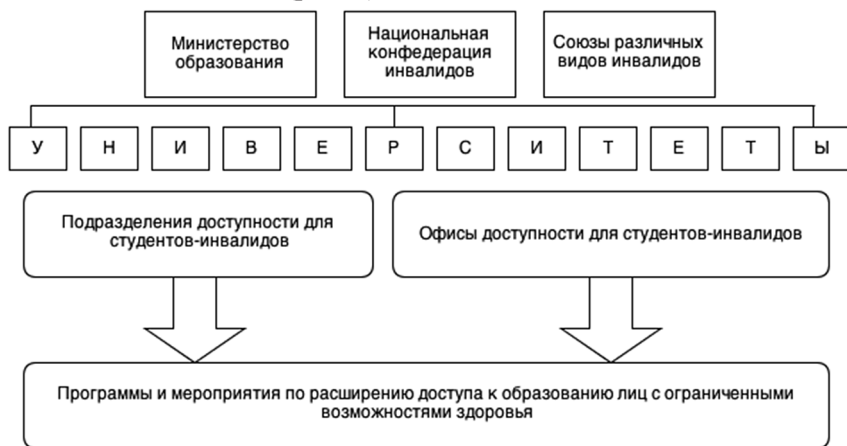 Министерство
образования
Национальная
конфедерация
инвалидов
Союзы различных
видов инвалидов
У Н И В Е Р С И Т Е Т Ы
Подразделения доступности для
студентов-инвалидов
Офисы доступности для студентов-инвалидов
Программы и мероприятия по расширению доступа к образованию лиц с ограниченными
возможностями здоровья